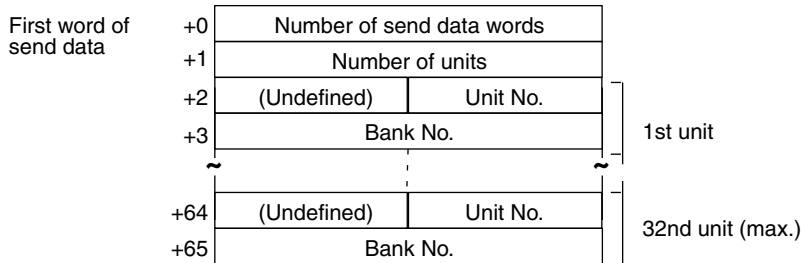 First word of
send data
+0 Number of send data words
+1 Number of units
+2 (Undefined) Unit No.
+3 Bank No.
1st unit
~ ~
+64 (Undefined) Unit No.
+65 Bank No.
32nd unit (max.)